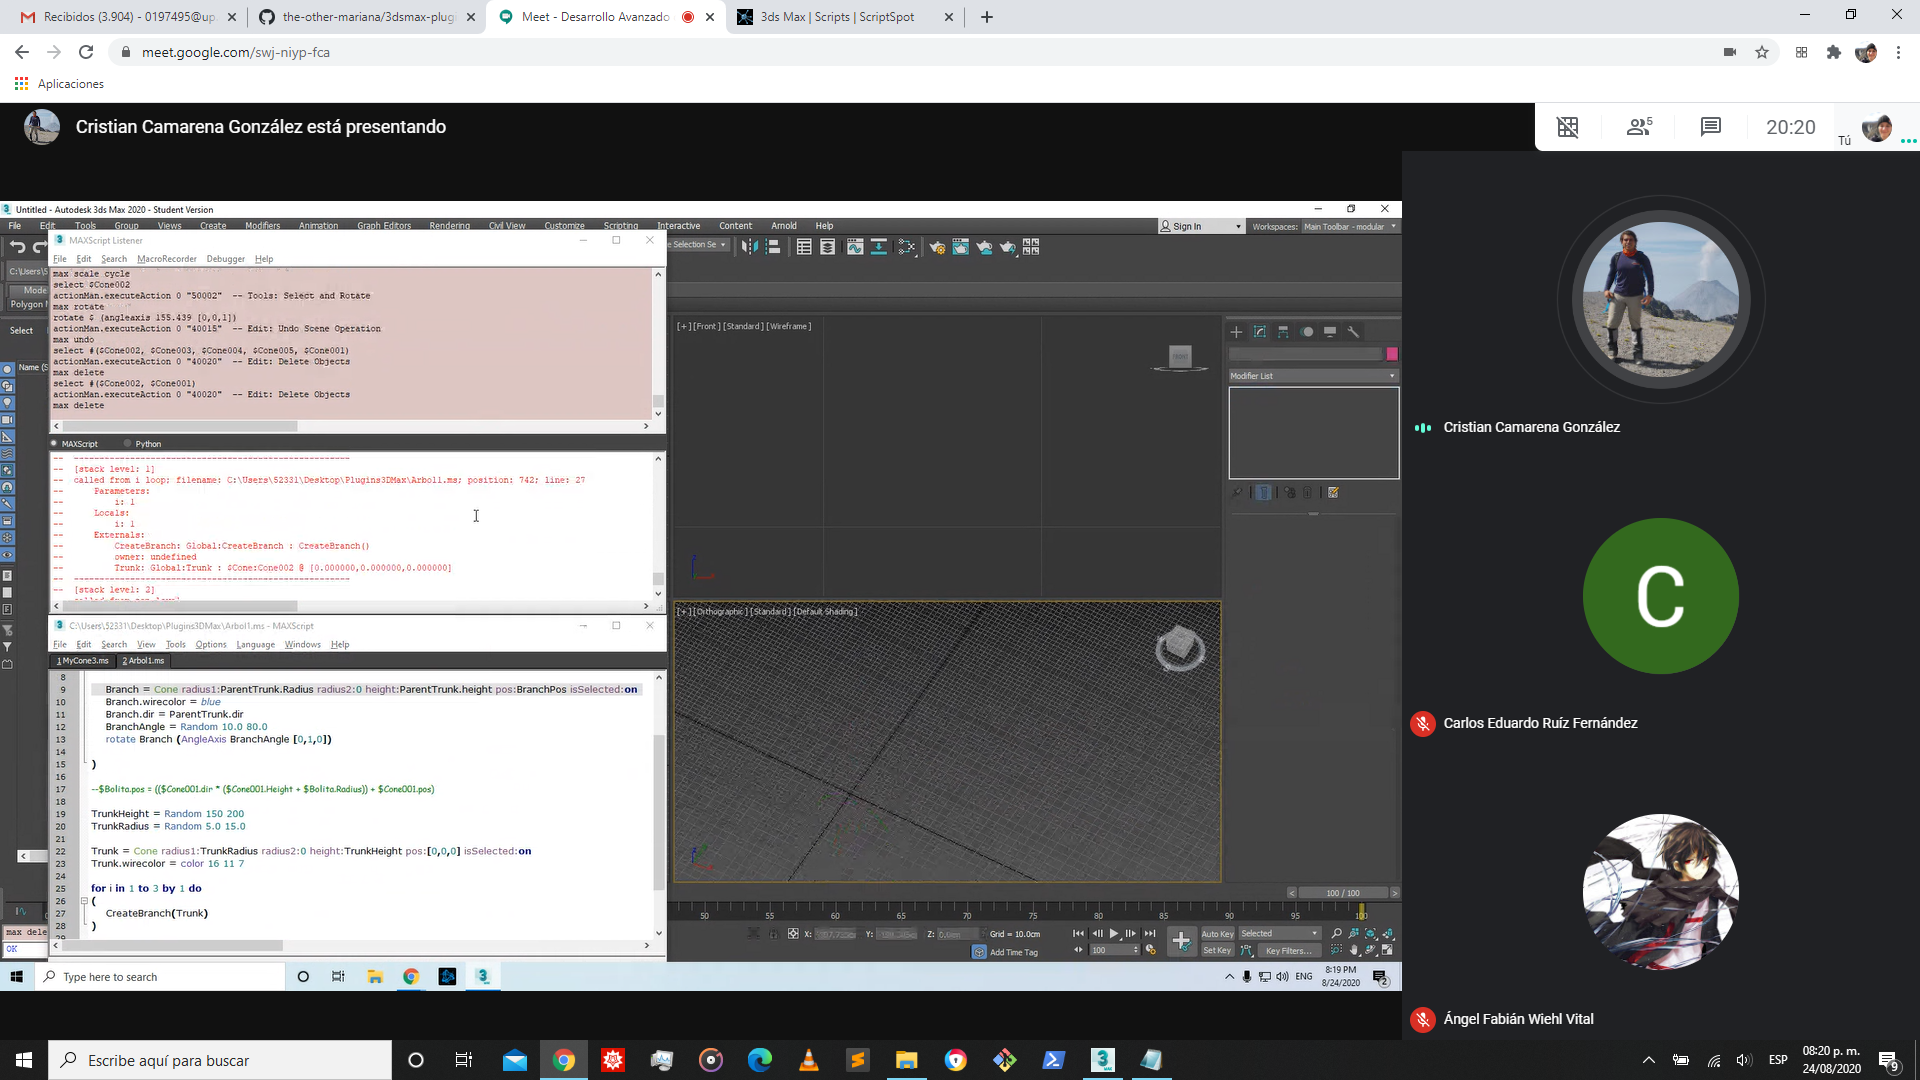 Recibidos (3.904) - 0197495@up
the-other-mariana/3dsmax-plug
Meet - Desarrollo Avanzado
3ds Max | Scripts | ScriptSpot
meet.google.com/swj-niyp-fca
Aplicaciones
Cristian Camarena González está presentando
5
20:20
Tú
Untitled - Autodesk 3ds Max 2020 - Student Version
File Edit Tools Group Views Create Modifiers Animation Graph Editors Rendering Civil View Customize Scripting Interactive Content Arnold Help
Sign In
Workspaces: Main Toolbar - modular
MAXScript Listener
File Edit Search MacroRecorder Debugger Help
e Selection Se
C:\Users\5
Mode
Polygon M
Select
Name (S
max scale cycle
select $Cone002
actionMan.executeAction 0 "50002" -- Tools: Select and Rotate
max rotate
rotate $ (angleaxis 155.439 [0,0,1])
actionMan.executeAction 0 "40015" -- Edit: Undo Scene Operation
max undo
select #($Cone002, $Cone003, $Cone004, $Cone005, $Cone001)
actionMan.executeAction 0 "40020" -- Edit: Delete Objects
max delete
select #($Cone002, $Cone001)
actionMan.executeAction 0 "40020" -- Edit: Delete Objects
max delete
MAXScript Python
-- ------------------------------------------------
-- [stack level: 1]
-- called from i loop; filename: C:\Users\52331\Desktop\Plugins3DMax\Arbol1.ms; position: 742; line: 27
-- Parameters:
-- i: 1
-- Locals:
-- i: 1
-- Externals:
-- CreateBranch: Global:CreateBranch : CreateBranch()
-- owner: undefined
-- Trunk: Global:Trunk : $Cone:Cone002 @ [0.000000,0.000000,0.000000]
-- ------------------------------------------------
-- [stack level: 2]
C:\Users\52331\Desktop\Plugins3DMax\Arbol1.ms - MAXScript
File Edit Search View Tools Options Language Windows Help
1 MyCone3.ms 2 Arbol1.ms
8
9 Branch = Cone radius1:ParentTrunk.Radius radius2:0 height:ParentTrunk.height pos:BranchPos isSelected:on
10 Branch.wirecolor = blue
11 Branch.dir = ParentTrunk.dir
12 BranchAngle = Random 10.0 80.0
13 rotate Branch (AngleAxis BranchAngle [0,1,0])
14
15 )
16
17 --$Bolita.pos = (($Cone001.dir * ($Cone001.Height + $Bolita.Radius)) + $Cone001.pos)
18
19 TrunkHeight = Random 150 200
20 TrunkRadius = Random 5.0 15.0
21
22 Trunk = Cone radius1:TrunkRadius radius2:0 height:TrunkHeight pos:[0,0,0] isSelected:on
23 Trunk.wirecolor = color 16 11 7
24
25 for i in 1 to 3 by 1 do
26 (
27 CreateBranch(Trunk)
28 )
max dele
OK
[+] [Front] [Standard] [Wireframe]
[+] [Orthographic] [Standard] [Default Shading]
Modifier List
100 / 100
50 55 60 65 70 75 80 85 90 95 100
X: Y: Z: Grid = 10.0cm
Add Time Tag
100
Auto Key Selected
Set Key Key Filters...
Type here to search
ENG
8:19 PM
8/24/2020
2
Cristian Camarena González
C
Carlos Eduardo Ruíz Fernández
Ángel Fabián Wiehl Vital
Escribe aquí para buscar
ESP
08:20 p. m.
24/08/2020
9